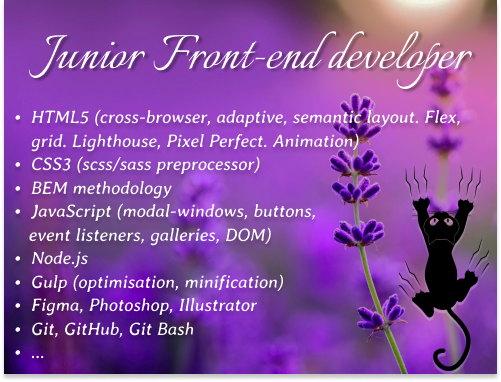 Junior Front-end developer
• HTML5 (cross-browser, adaptive, semantic layout. Flex,
grid. Lighthouse, Pixel Perfect. Animation)
• CSS3 (scss/sass preprocessor)
• BEM methodology
• JavaScript (modal-windows, buttons,
event listeners, galleries, DOM)
• Node.js
• Gulp (optimisation, minification)
• Figma, Photoshop, Illustrator
• Git, GitHub, Git Bash
• ...